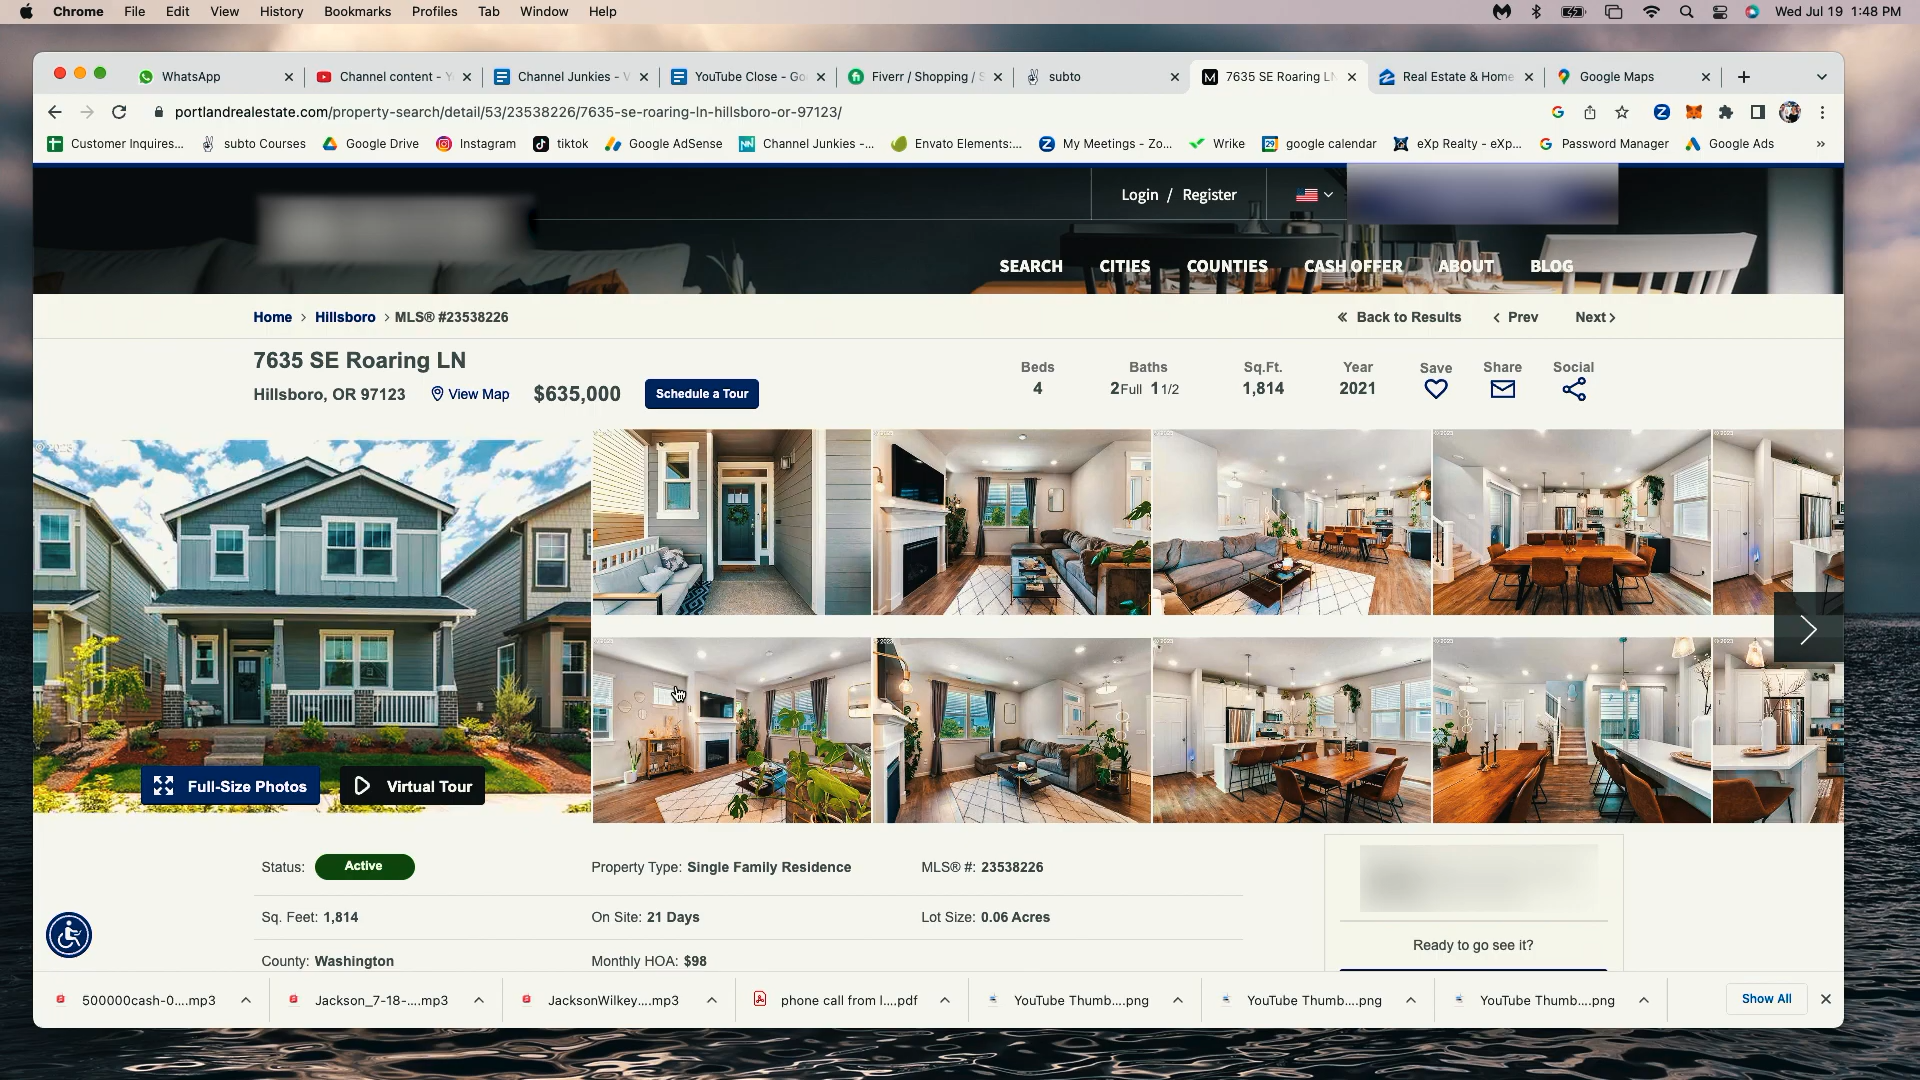 Chrome File Edit View History Bookmarks Profiles Tab Window Help Wed Jul 19 1:48 PM
WhatsApp Channel content - Channel Junkies - YouTube Close - Go Fiverr / Shopping / subto 7635 SE Roaring LN Real Estate & Home Google Maps
portlandrealestate.com/property-search/detail/53/23538226/7635-se-roaring-ln-hillsboro-or-97123/
Customer Inquires... subto Courses Google Drive Instagram tiktok Google AdSense Channel Junkies -... Envato Elements:... My Meetings - Zo... Wrike google calendar eXp Realty - eXp... Password Manager Google Ads »
Login / Register
SEARCH CITIES COUNTIES CASH OFFER ABOUT BLOG
Home > Hillsboro > MLS® #23538226 « Back to Results < Prev Next >
7635 SE Roaring LN
Hillsboro, OR 97123 View Map $635,000 Schedule a Tour
Beds Baths Sq.Ft. Year Save Share Social
4 2 Full 1 1/2 1,814 2021
Full-Size Photos Virtual Tour
Status: Active Property Type: Single Family Residence MLS® #: 23538226
Sq. Feet: 1,814 On Site: 21 Days Lot Size: 0.06 Acres
Ready to go see it?
County: Washington Monthly HOA: $98
500000cash-0....mp3 Jackson_7-18-....mp3 JacksonWilkey....mp3 phone call from I....pdf YouTube Thumb....png YouTube Thumb....png YouTube Thumb....png Show All